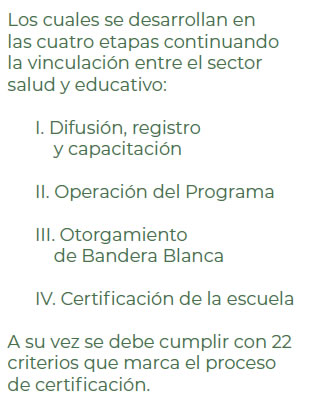 Los cuales se desarrollan en
las cuatro etapas continuando
la vinculación entre el sector
salud y educativo:
I. Difusión, registro
y capacitación
II. Operación del Programa
III. Otorgamiento
de Bandera Blanca
IV. Certificación de la escuela
A su vez se debe cumplir con 22
criterios que marca el proceso
de certificación.